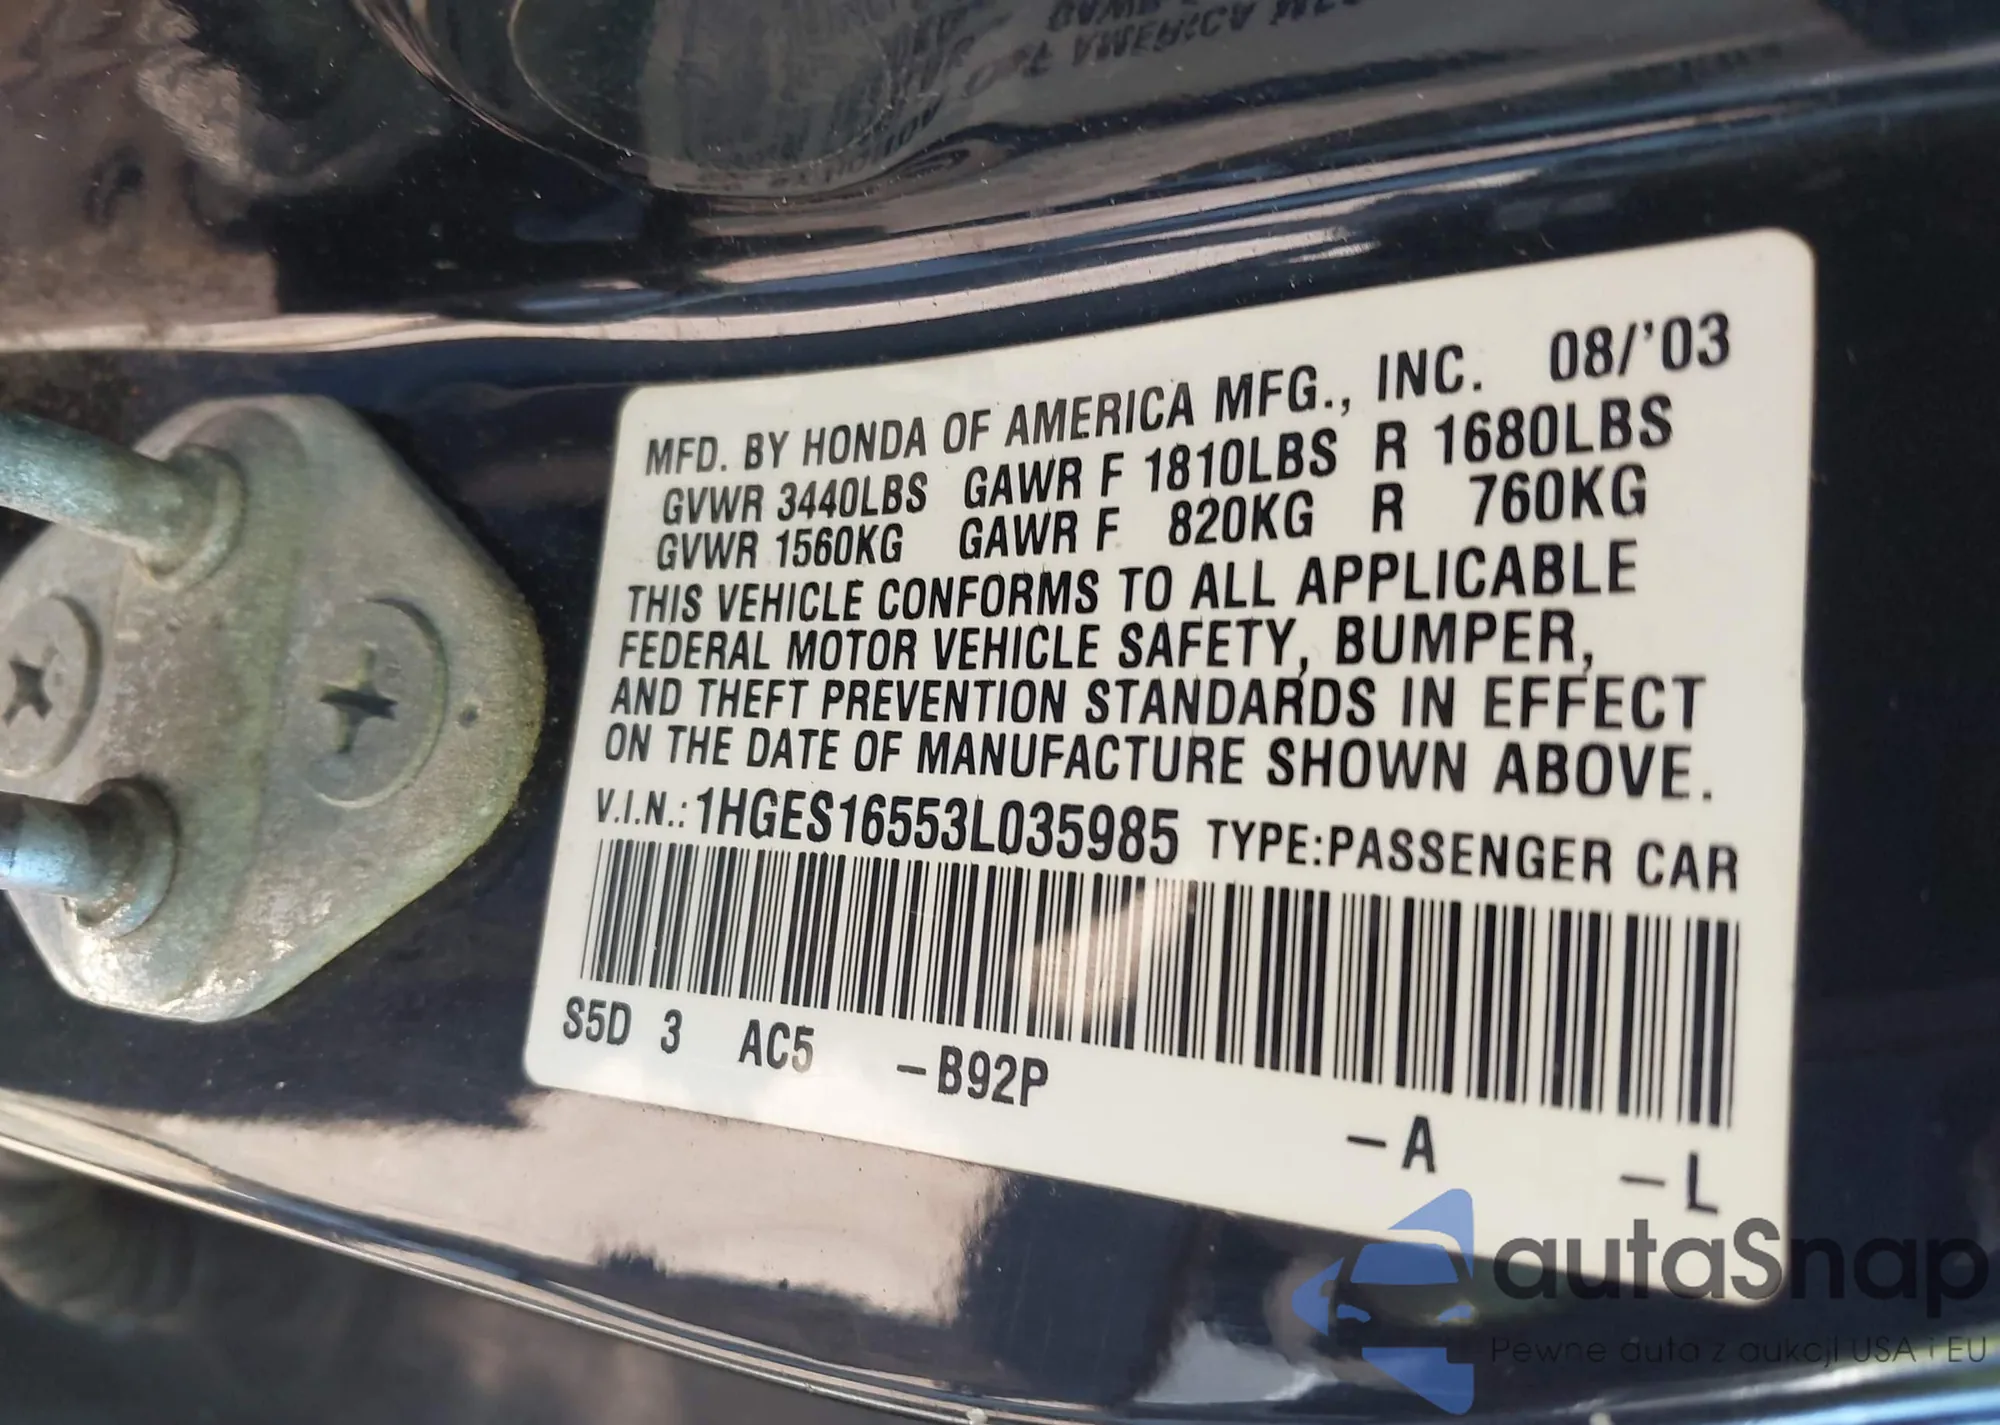 MFD. BY HONDA OF AMERICA MFG., INC. 08/'03
GVWR 3440LBS GAWR F 1810LBS R 1680LBS
GVWR 1560KG GAWR F 820KG R 760KG
THIS VEHICLE CONFORMS TO ALL APPLICABLE
FEDERAL MOTOR VEHICLE SAFETY, BUMPER,
AND THEFT PREVENTION STANDARDS IN EFFECT
ON THE DATE OF MANUFACTURE SHOWN ABOVE.
V.I.N.: 1HGES16553L035985 TYPE:PASSENGER CAR
S5D 3 AC5 –B92P –A –L
autaSnap
Pewne auta z aukcji USA i EU